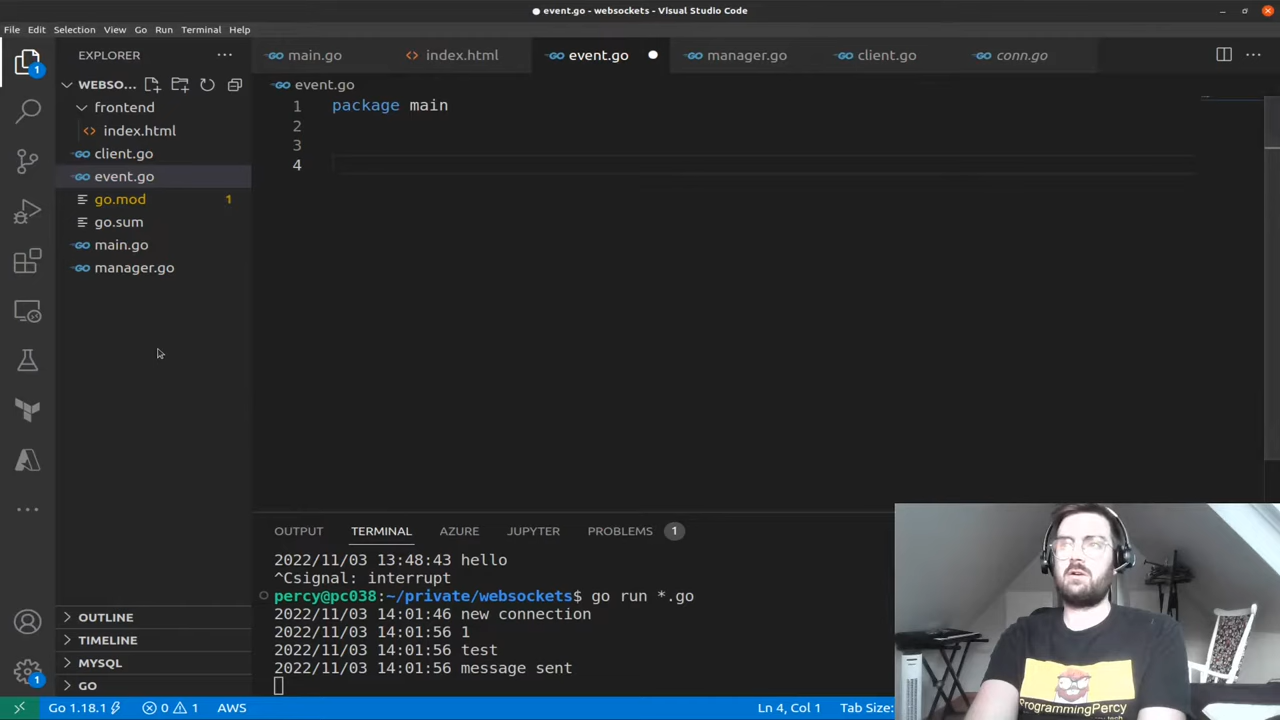 event.go - websockets - Visual Studio Code
File Edit Selection View Go Run Terminal Help
EXPLORER
main.go
index.html
event.go
manager.go
client.go
conn.go
1
WEBSO...
frontend
index.html
client.go
event.go
go.mod 1
go.sum
main.go
manager.go
event.go
1 package main
2
3
4
OUTPUT TERMINAL AZURE JUPYTER PROBLEMS 1
2022/11/03 13:48:43 hello
^Csignal: interrupt
percy@pc038:~/private/websockets$ go run *.go
2022/11/03 14:01:46 new connection
2022/11/03 14:01:56 1
2022/11/03 14:01:56 test
2022/11/03 14:01:56 message sent
OUTLINE
TIMELINE
MYSQL
GO
1
ProgrammingPercy
Go 1.18.1 0 1 AWS Ln 4, Col 1 Tab Size: